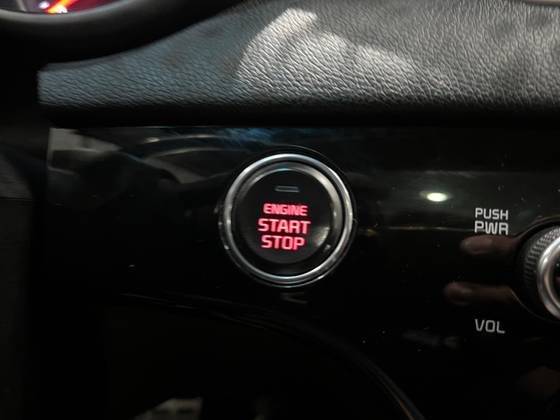 ENGINE
START
STOP
PUSH
PWR
VOL